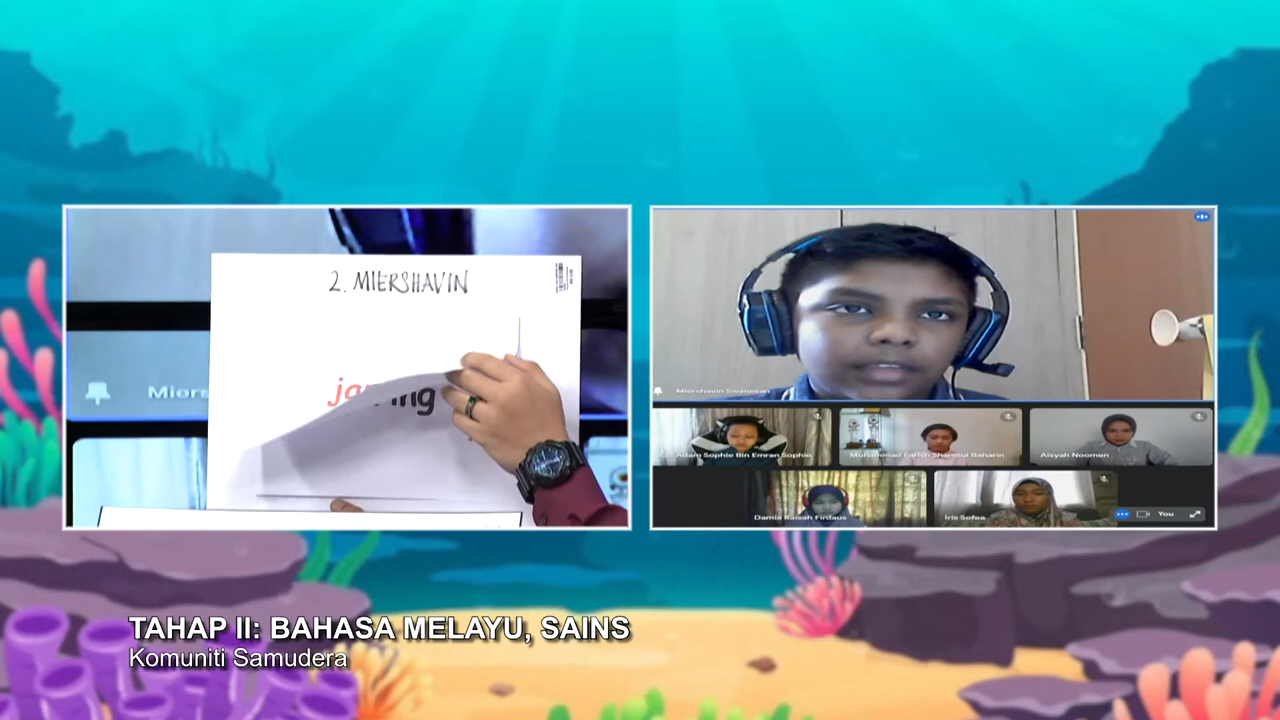 2. MIERSHAVIN
Miers
Miershavin Sivanesan
Adam Sophie Bin Emran Sophie
Muhammad Farish Shamsul Baharin
Aisyah Noomen
Damia Raisah Firdaus
Iris Sofea
You
TAHAP II: BAHASA MELAYU, SAINS
Komuniti Samudera